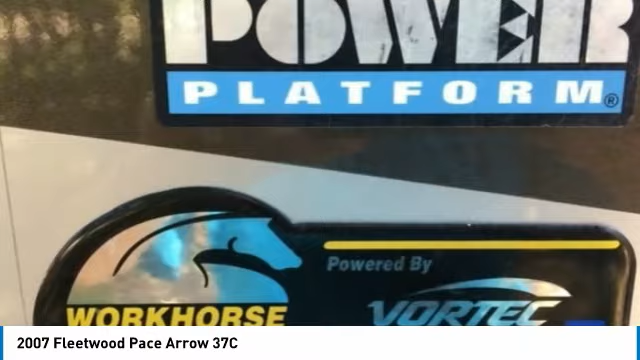 POWER
PLATFORM®
Powered By
WORKHORSE
VORTEC
2007 Fleetwood Pace Arrow 37C